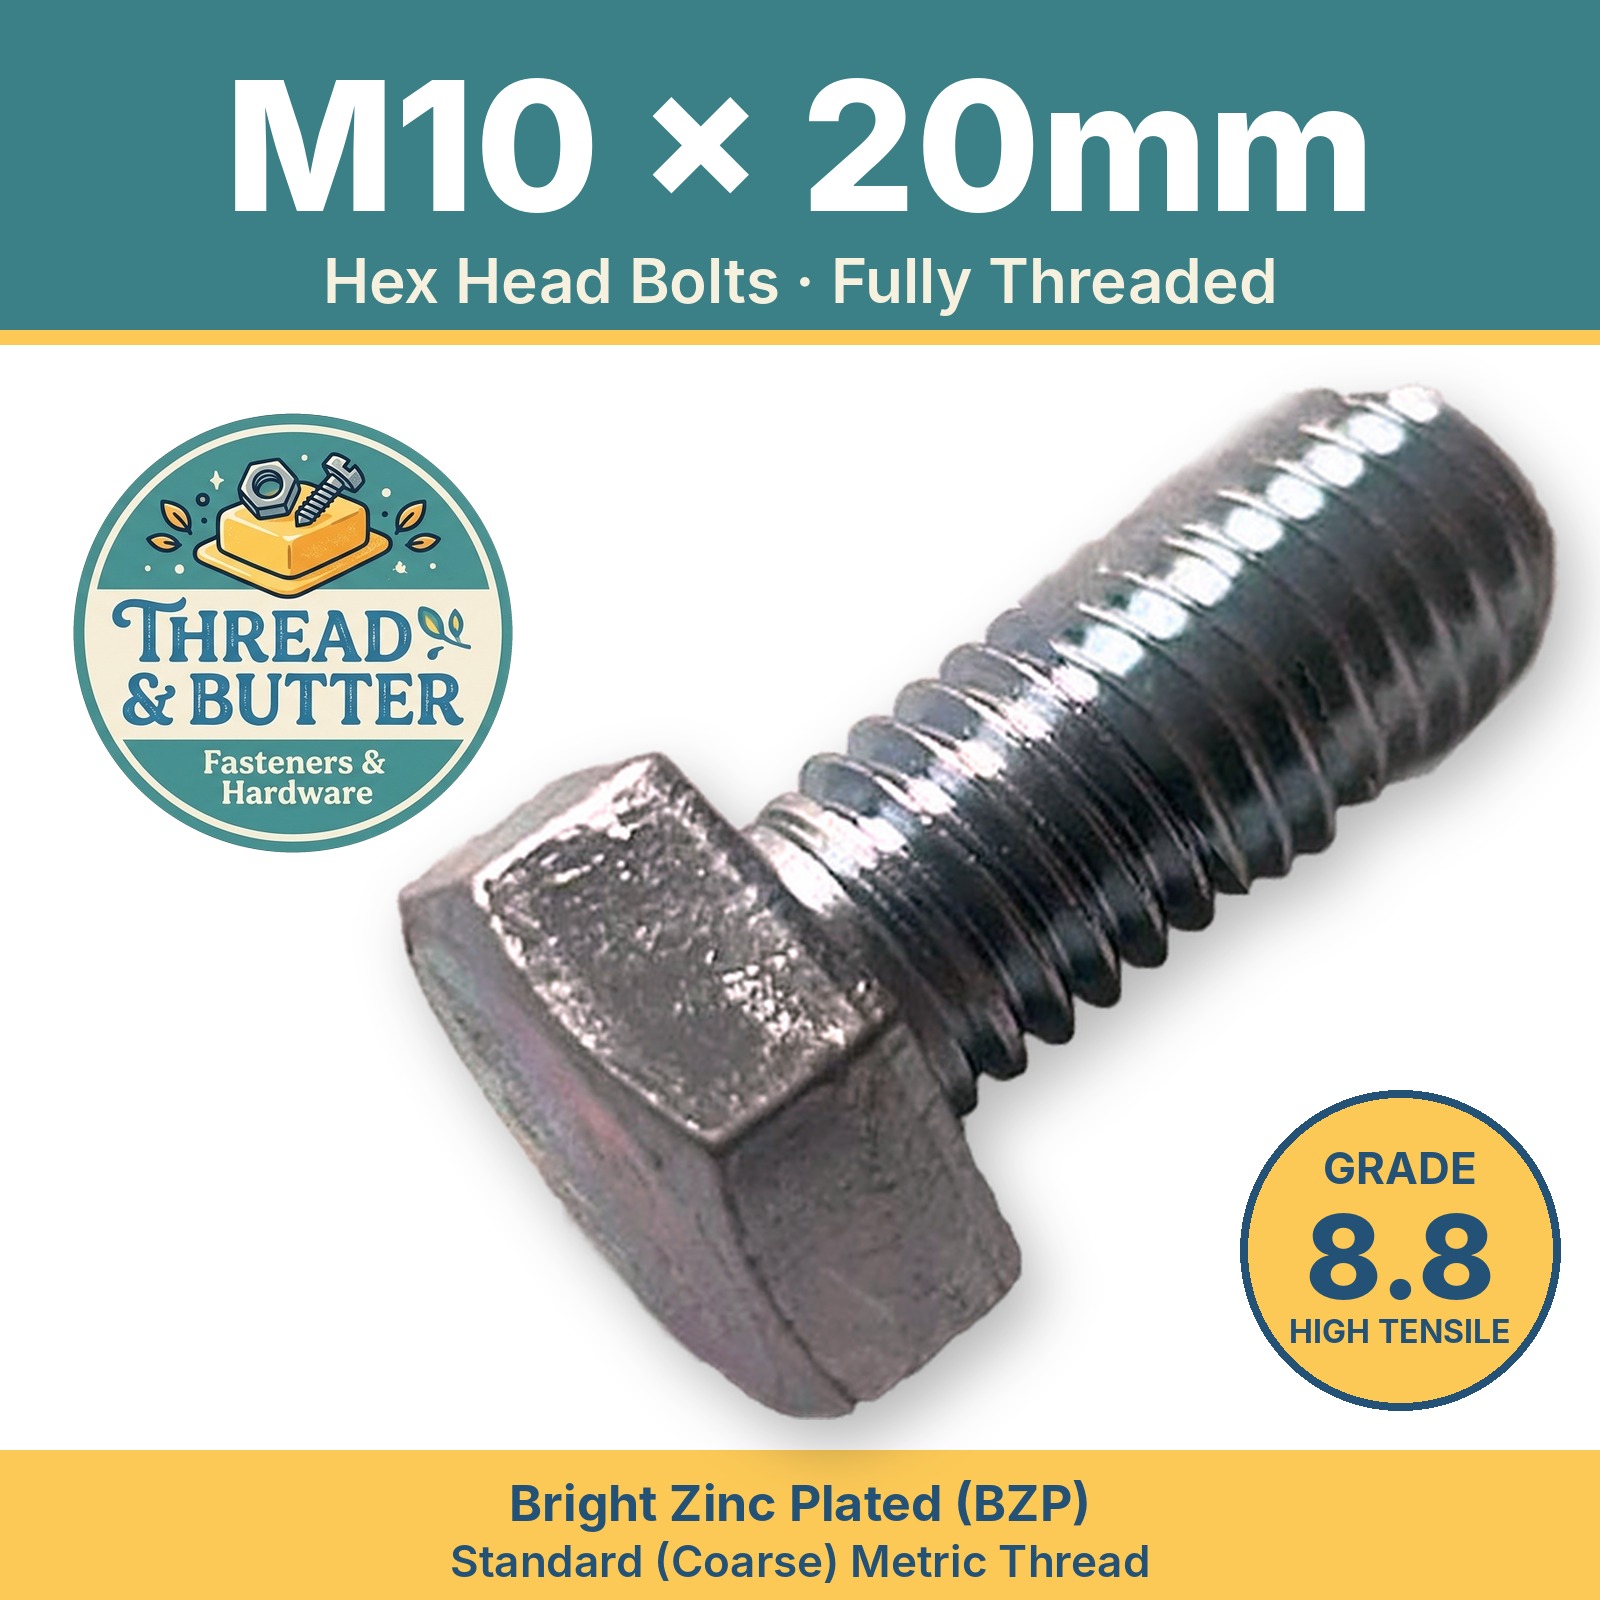 M10 × 20mm
Hex Head Bolts · Fully Threaded
THREAD
& BUTTER
Fasteners &
Hardware
GRADE
8.8
HIGH TENSILE
Bright Zinc Plated (BZP)
Standard (Coarse) Metric Thread